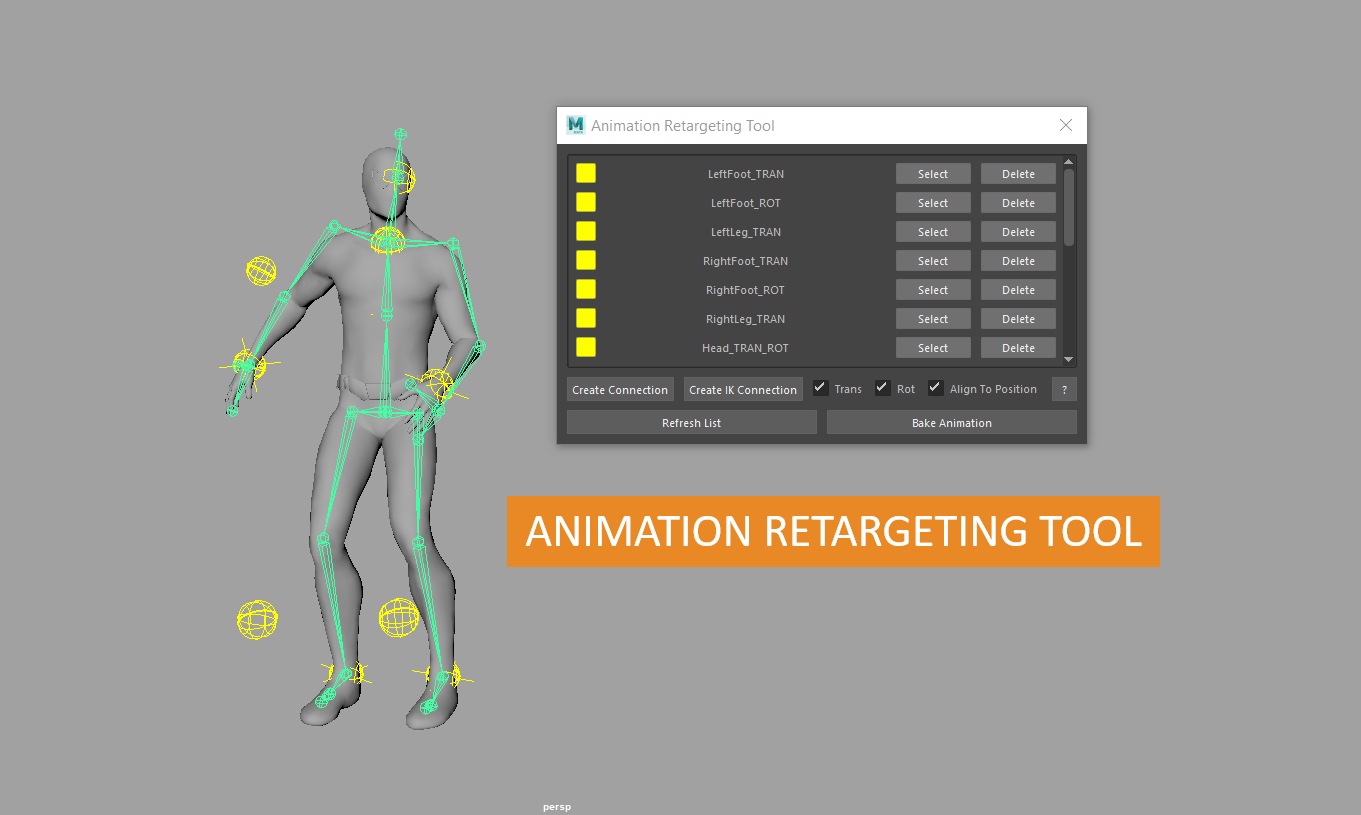 Animation Retargeting Tool
LeftFoot_TRAN Select Delete
LeftFoot_ROT Select Delete
LeftLeg_TRAN Select Delete
RightFoot_TRAN Select Delete
RightFoot_ROT Select Delete
RightLeg_TRAN Select Delete
Head_TRAN_ROT Select Delete
Create Connection Create IK Connection Trans Rot Align To Position ?
Refresh List Bake Animation
ANIMATION RETARGETING TOOL
persp